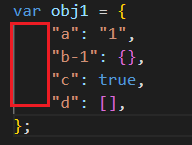 var obj1 = {
"a": "1",
"b-1": {},
"c": true,
"d": [],
};